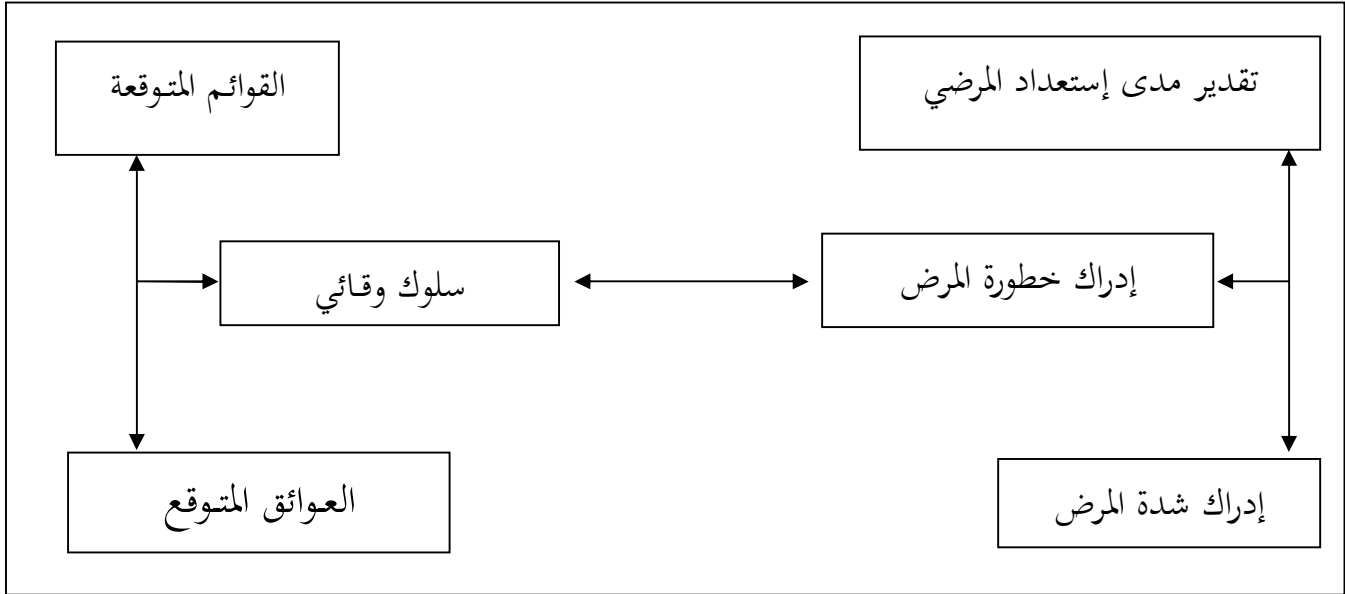 تقدير مدى إستعداد المرضي
القوائم المتوقعة
إدراك خطورة المرض
سلوك وقائي
إدراك شدة المرض
العوائق المتوقع